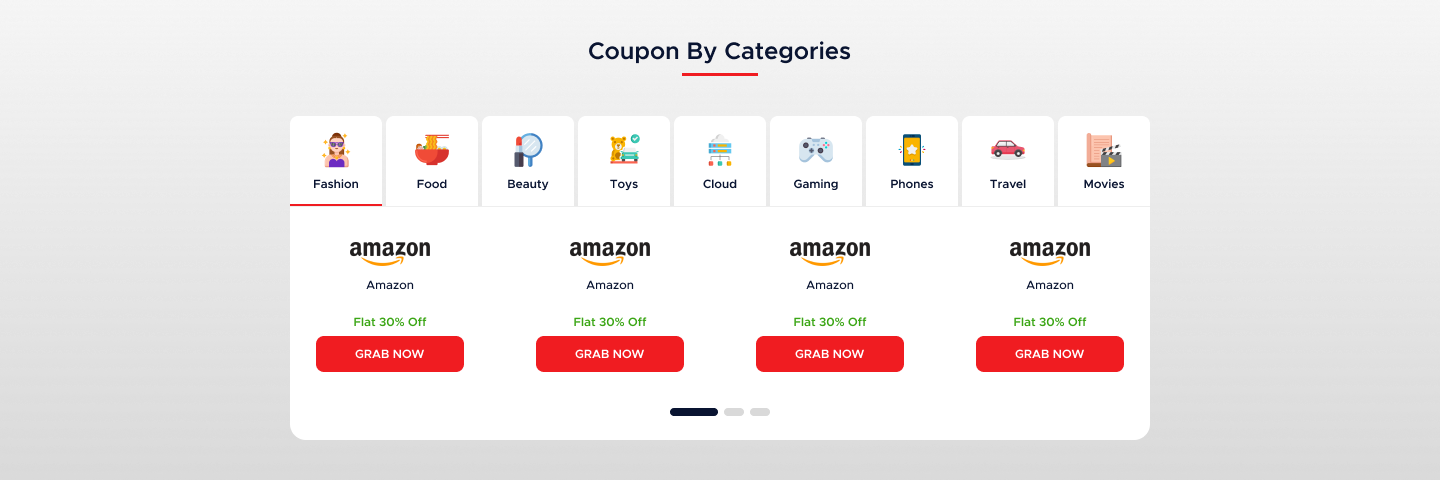 Coupon By Categories
Fashion Food Beauty Toys Cloud Gaming Phones Travel Movies
amazon amazon amazon amazon
Amazon Amazon Amazon Amazon
Flat 30% Off Flat 30% Off Flat 30% Off Flat 30% Off
GRAB NOW GRAB NOW GRAB NOW GRAB NOW